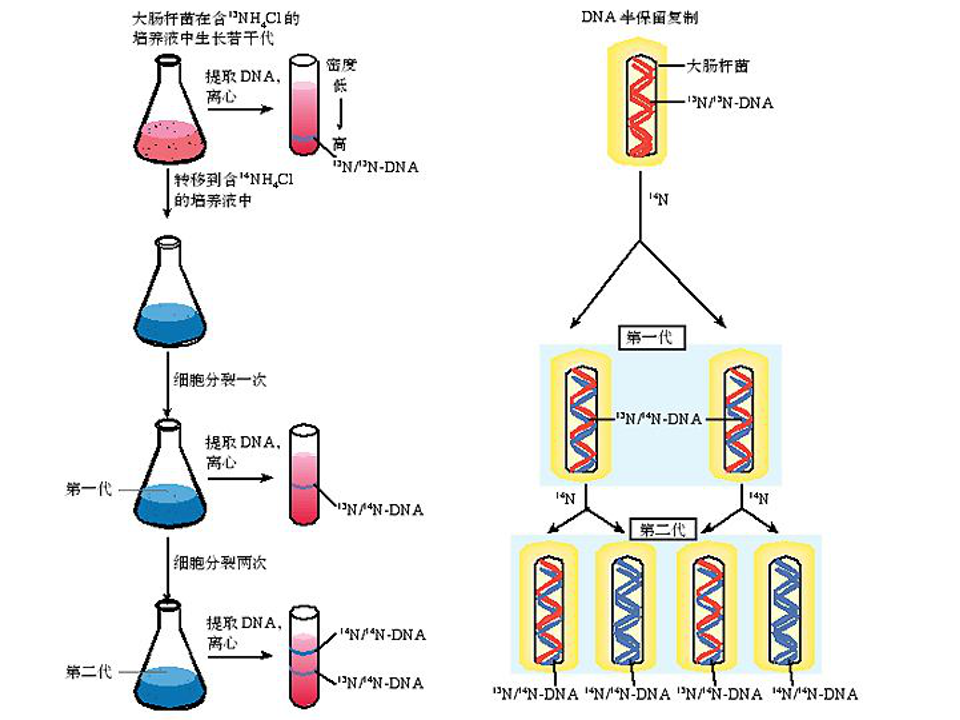 大肠杆菌在含¹³NH₄Cl的
培养液中生长若干代
提取DNA,
离心
密度
低
高
¹³N/¹³N-DNA
转移到含¹⁴NH₄Cl
的培养液中
细胞分裂一次
提取DNA,
离心
第一代
¹³N/¹⁴N-DNA
细胞分裂两次
提取DNA,
离心
第二代
¹⁴N/¹⁴N-DNA
¹³N/¹⁴N-DNA
DNA半保留复制
大肠杆菌
¹³N/¹³N-DNA
¹⁴N
第一代
¹³N/¹⁴N-DNA
¹⁴N
¹⁴N
第二代
¹³N/¹⁴N-DNA ¹⁴N/¹⁴N-DNA ¹³N/¹⁴N-DNA ¹⁴N/¹⁴N-DNA